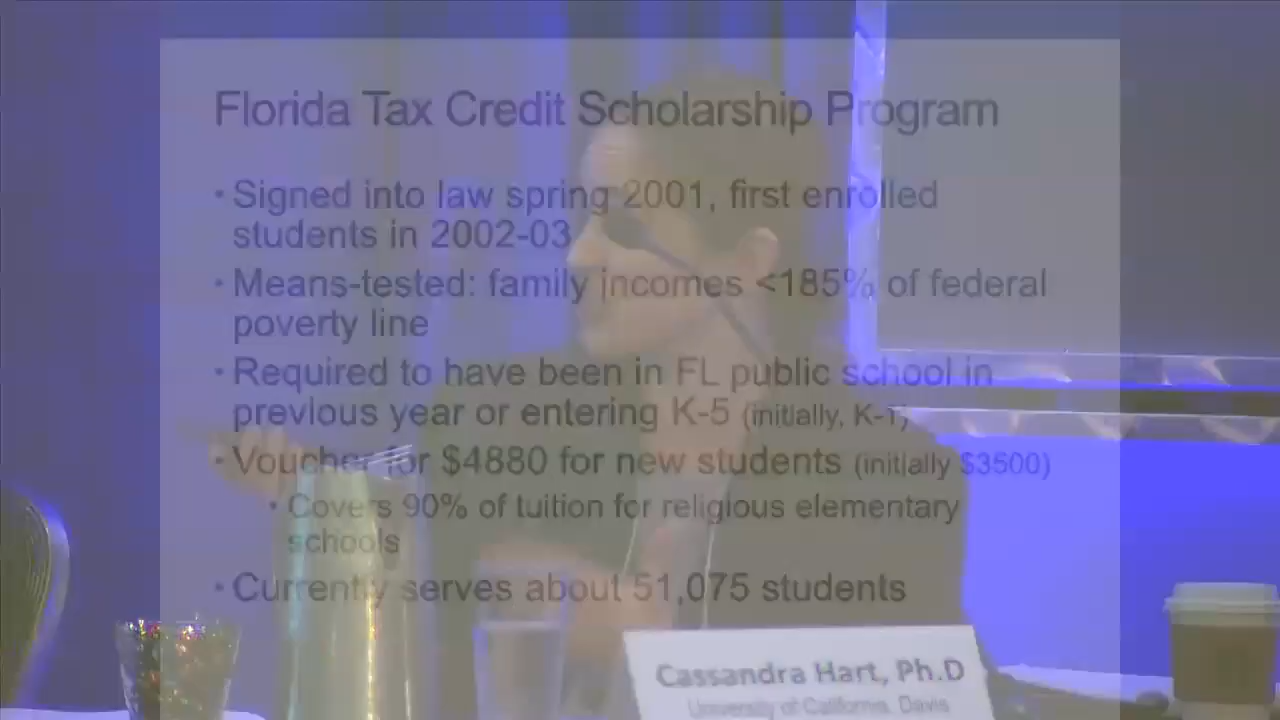 Florida Tax Credit Scholarship Program
• Signed into law spring 2001, first enrolled
students in 2002-03
• Means-tested: family incomes <185% of federal
poverty line
• Required to have been in FL public school in
previous year or entering K-5 (initially, K-1)
• Voucher for $4880 for new students (initially $3500)
• Covers 90% of tuition for religious elementary
schools
• Currently serves about 51,075 students
Cassandra Hart, Ph.D
University of California, Davis